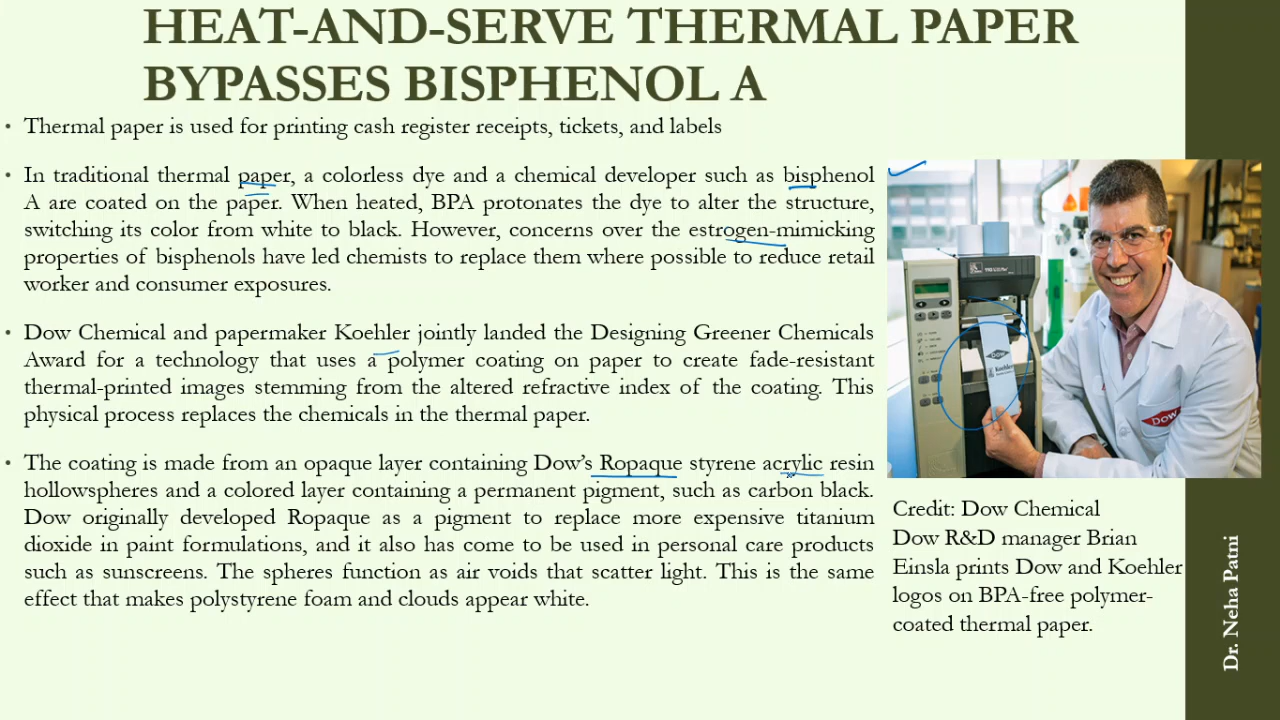 HEAT-AND-SERVE THERMAL PAPER
BYPASSES BISPHENOL A
• Thermal paper is used for printing cash register receipts, tickets, and labels
• In traditional thermal paper, a colorless dye and a chemical developer such as bisphenol
A are coated on the paper. When heated, BPA protonates the dye to alter the structure,
switching its color from white to black. However, concerns over the estrogen-mimicking
properties of bisphenols have led chemists to replace them where possible to reduce retail
worker and consumer exposures.
• Dow Chemical and papermaker Koehler jointly landed the Designing Greener Chemicals
Award for a technology that uses a polymer coating on paper to create fade-resistant
thermal-printed images stemming from the altered refractive index of the coating. This
physical process replaces the chemicals in the thermal paper.
• The coating is made from an opaque layer containing Dow's Ropaque styrene acrylic resin
hollowspheres and a colored layer containing a permanent pigment, such as carbon black.
Dow originally developed Ropaque as a pigment to replace more expensive titanium
dioxide in paint formulations, and it also has come to be used in personal care products
such as sunscreens. The spheres function as air voids that scatter light. This is the same
effect that makes polystyrene foam and clouds appear white.
Dow
Koehler
Dow
Credit: Dow Chemical
Dow R&D manager Brian
Einsla prints Dow and Koehler
logos on BPA-free polymer-
coated thermal paper.
Dr. Neha Patni